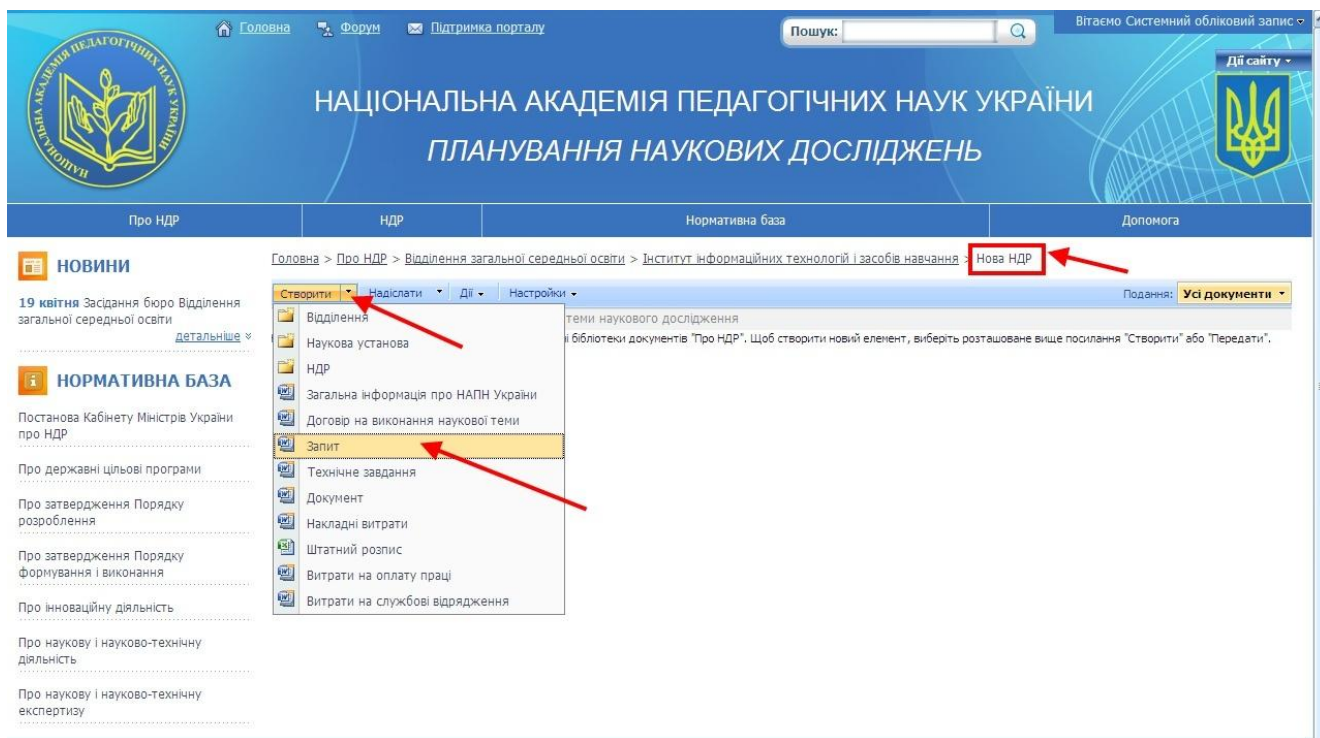 Головна Форум Підтримка порталу Пошук: Вітаємо Системний обліковий запис
Дії сайту
НАЦІОНАЛЬНА АКАДЕМІЯ ПЕДАГОГІЧНИХ НАУК УКРАЇНИ
ПЛАНУВАННЯ НАУКОВИХ ДОСЛІДЖЕНЬ
НАЦІОНАЛЬНА АКАДЕМІЯ ПЕДАГОГІЧНИХ НАУК УКРАЇНИ
Про НДР НДР Нормативна база Допомога
НОВИНИ
19 квітня Засідання бюро Відділення
загальної середньої освіти
детальніше
НОРМАТИВНА БАЗА
Постанова Кабінету Міністрів України
про НДР
Про державні цільові програми
Про затвердження Порядку
розроблення
Про затвердження Порядку
формування і виконання
Про інноваційну діяльність
Про наукову і науково-технічну
діяльність
Про наукову і науково-технічну
експертизу
Головна > Про НДР > Відділення загальної середньої освіти > Інститут інформаційних технологій і засобів навчання > Нова НДР
Створити Надіслати Дії Настройки Подання: Усі документи
теми наукового дослідження
бібліотеки документів "Про НДР". Щоб створити новий елемент, виберіть розташоване вище посилання "Створити" або "Передати".
Відділення
Наукова установа
НДР
Загальна інформація про НАПН України
Договір на виконання наукової теми
Запит
Технічне завдання
Документ
Накладні витрати
Штатний розпис
Витрати на оплату праці
Витрати на службові відрядження